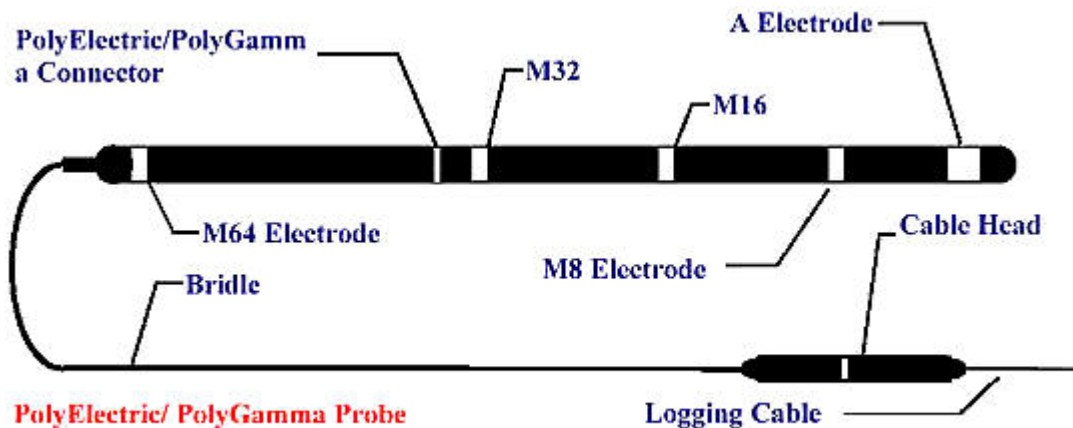 PolyElectric/PolyGamm
a Connector
A Electrode
M32
M16
M64 Electrode
Cable Head
M8 Electrode
Bridle
PolyElectric/ PolyGamma Probe
Logging Cable